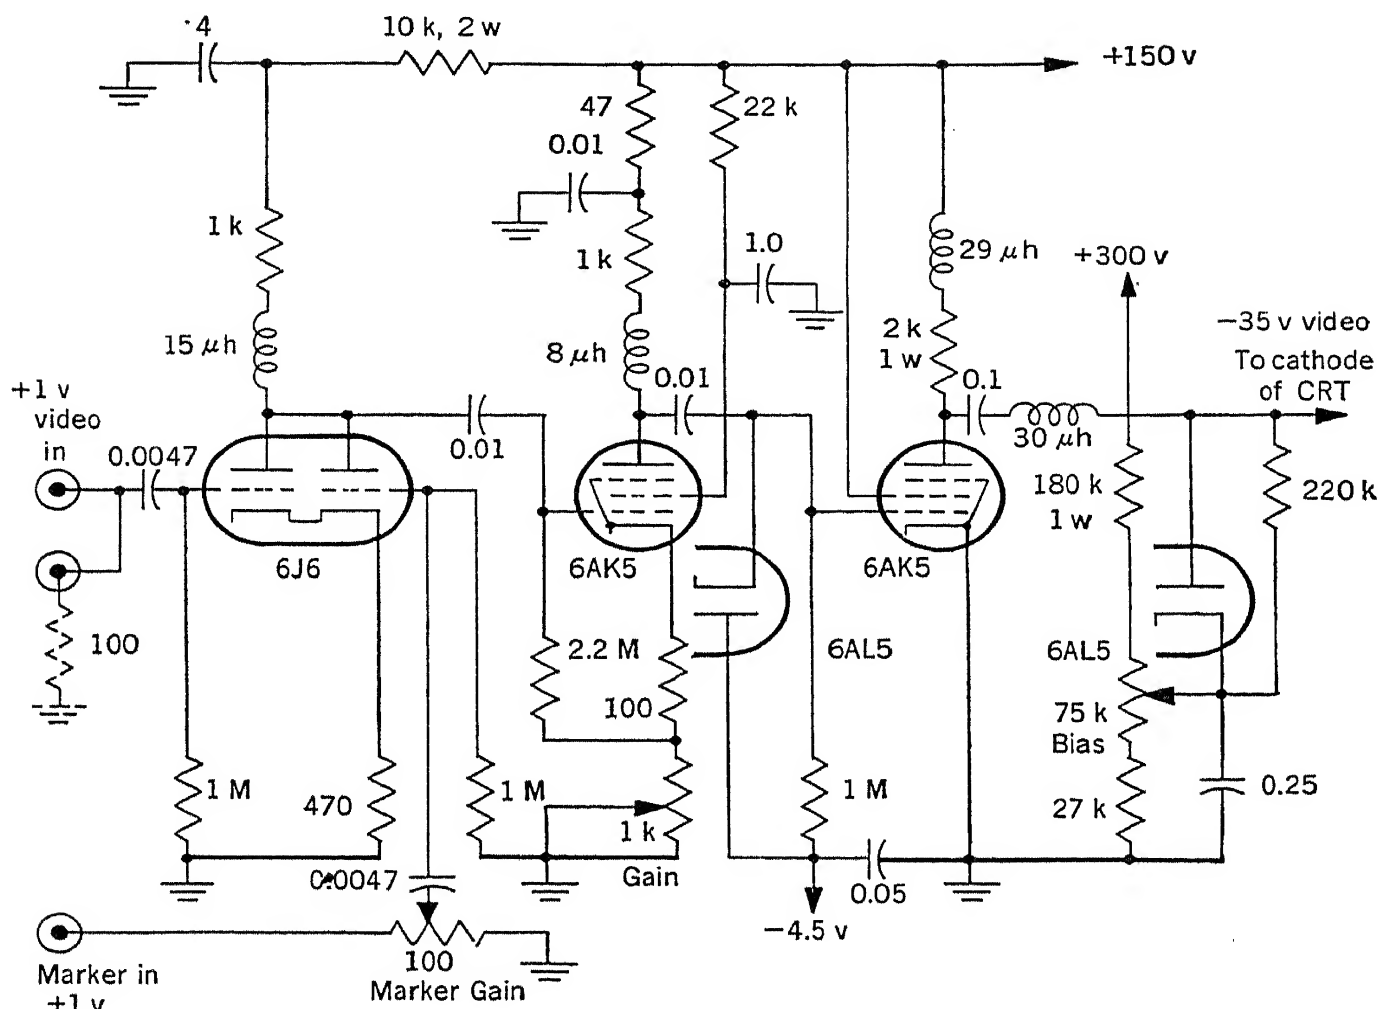 ·4
10 k, 2 w
+150 v
47
22 k
0.01
1 k
1 k
1.0
29 μh
+300 v
15 μh
8 μh
2 k
1 w
−35 v video
To cathode
of CRT
+1 v
video
in
0.01
0.1
0.0047
0.01
30 μh
180 k
1 w
220 k
6J6
6AK5
6AK5
100
2.2 M
6AL5
6AL5
100
75 k
Bias
1 M
470
1 M
1 k
1 M
27 k
0.25
0.0047
Gain
0.05
−4.5 v
100
Marker Gain
Marker in
+1 v